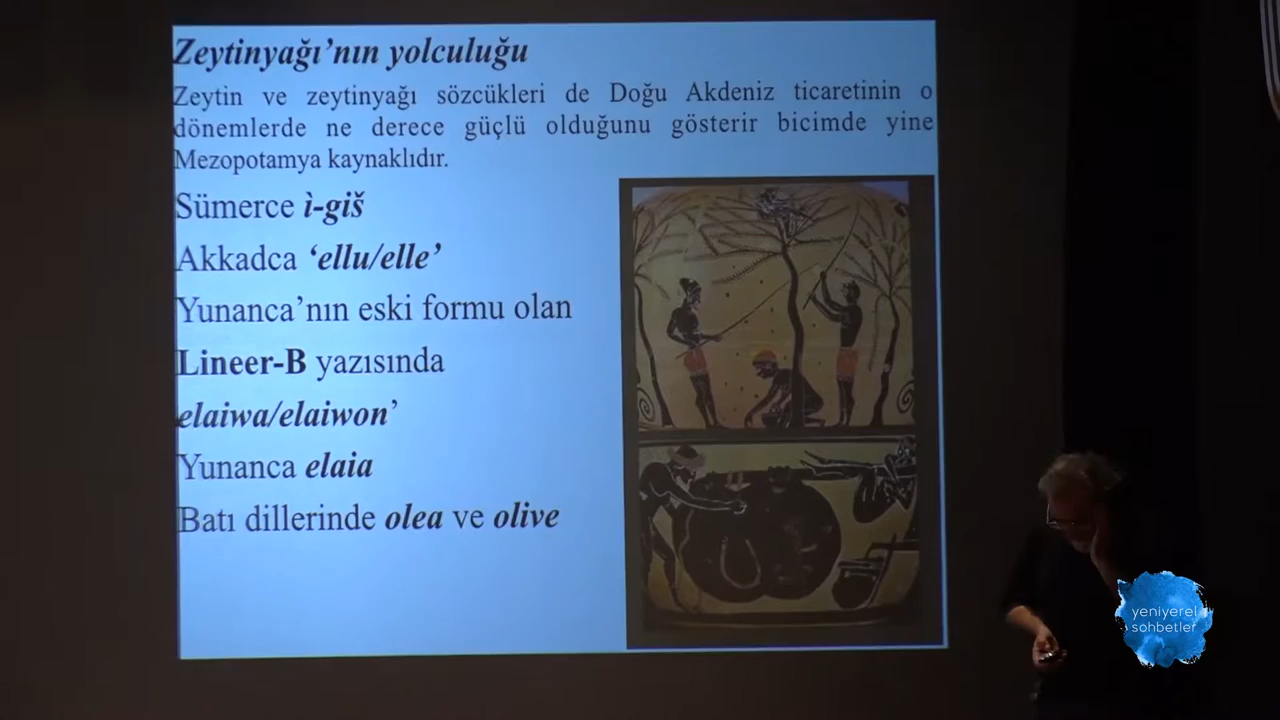 Zeytinyağı’nın yolculuğu
Zeytin ve zeytinyağı sözcükleri de Doğu Akdeniz ticaretinin o
dönemlerde ne derece güçlü olduğunu gösterir bicimde yine
Mezopotamya kaynaklıdır.
Sümerce ì-giš
Akkadca ‘ellu/elle’
Yunanca’nın eski formu olan
Lineer-B yazısında
elaiwa/elaiwon’
Yunanca elaia
Batı dillerinde olea ve olive
yeniyerel
sohbetler